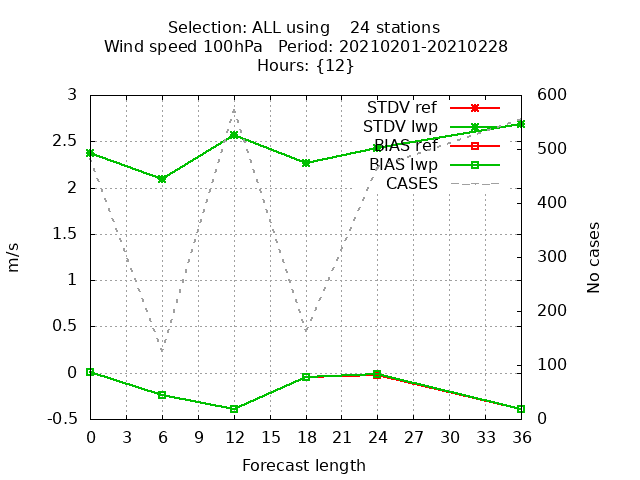 Selection: ALL using    24 stations
Wind speed 100hPa   Period: 20210201-20210228
Hours: {12}
3
2.5
2
1.5
1
0.5
0
-0.5
m/s
600
500
400
300
200
100
0
No cases
STDV ref
STDV lwp
BIAS ref
BIAS lwp
CASES
0 3 6 9 12 15 18 21 24 27 30 33 36
Forecast length